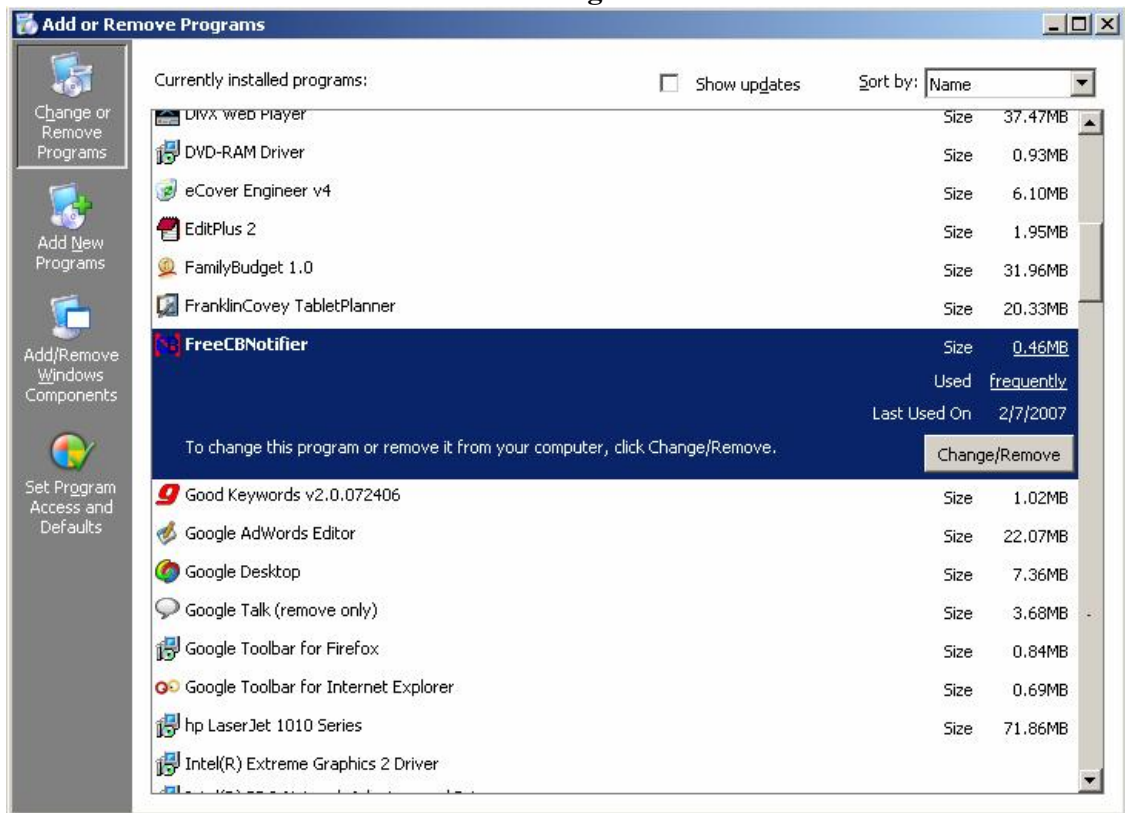 Add or Remove Programs
Change or
Remove
Programs
Add New
Programs
Add/Remove
Windows
Components
Set Program
Access and
Defaults
Currently installed programs:
Show updates
Sort by: Name
DivX Web Player Size 37.47MB
DVD-RAM Driver Size 0.93MB
eCover Engineer v4 Size 6.10MB
EditPlus 2 Size 1.95MB
FamilyBudget 1.0 Size 31.96MB
FranklinCovey TabletPlanner Size 20.33MB
FreeCBNotifier Size 0.46MB
Used frequently
Last Used On 2/7/2007
To change this program or remove it from your computer, click Change/Remove.
Change/Remove
Good Keywords v2.0.072406 Size 1.02MB
Google AdWords Editor Size 22.07MB
Google Desktop Size 7.36MB
Google Talk (remove only) Size 3.68MB
Google Toolbar for Firefox Size 0.84MB
Google Toolbar for Internet Explorer Size 0.69MB
hp LaserJet 1010 Series Size 71.86MB
Intel(R) Extreme Graphics 2 Driver